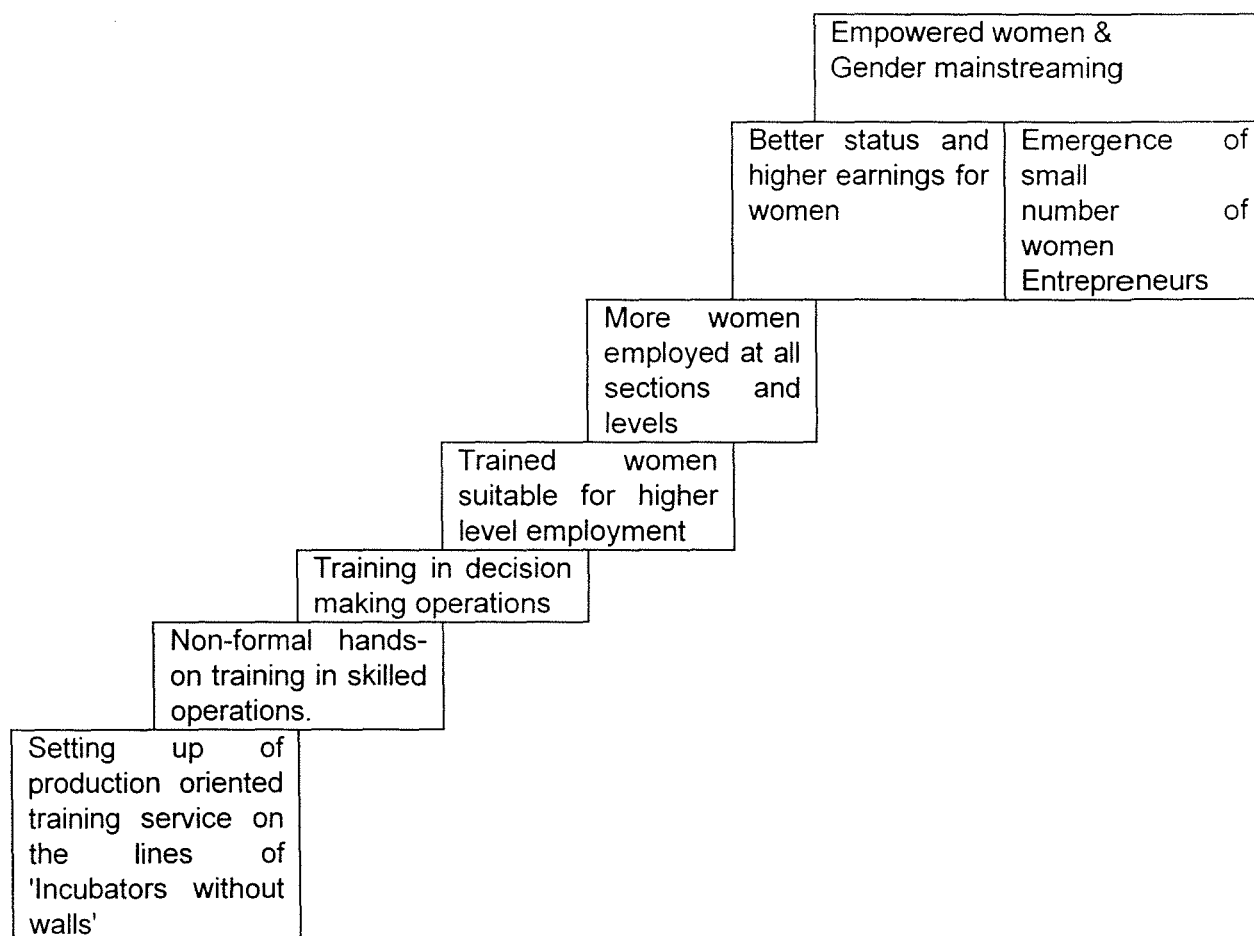 Empowered women &
Gender mainstreaming
Better status and
higher earnings for
women
Emergence of
small
number of
women
Entrepreneurs
More women
employed at all
sections and
levels
Trained women
suitable for higher
level employment
Training in decision
making operations
Non-formal hands-
on training in skilled
operations.
Setting up of
production oriented
training service on
the lines of
'Incubators without
walls'